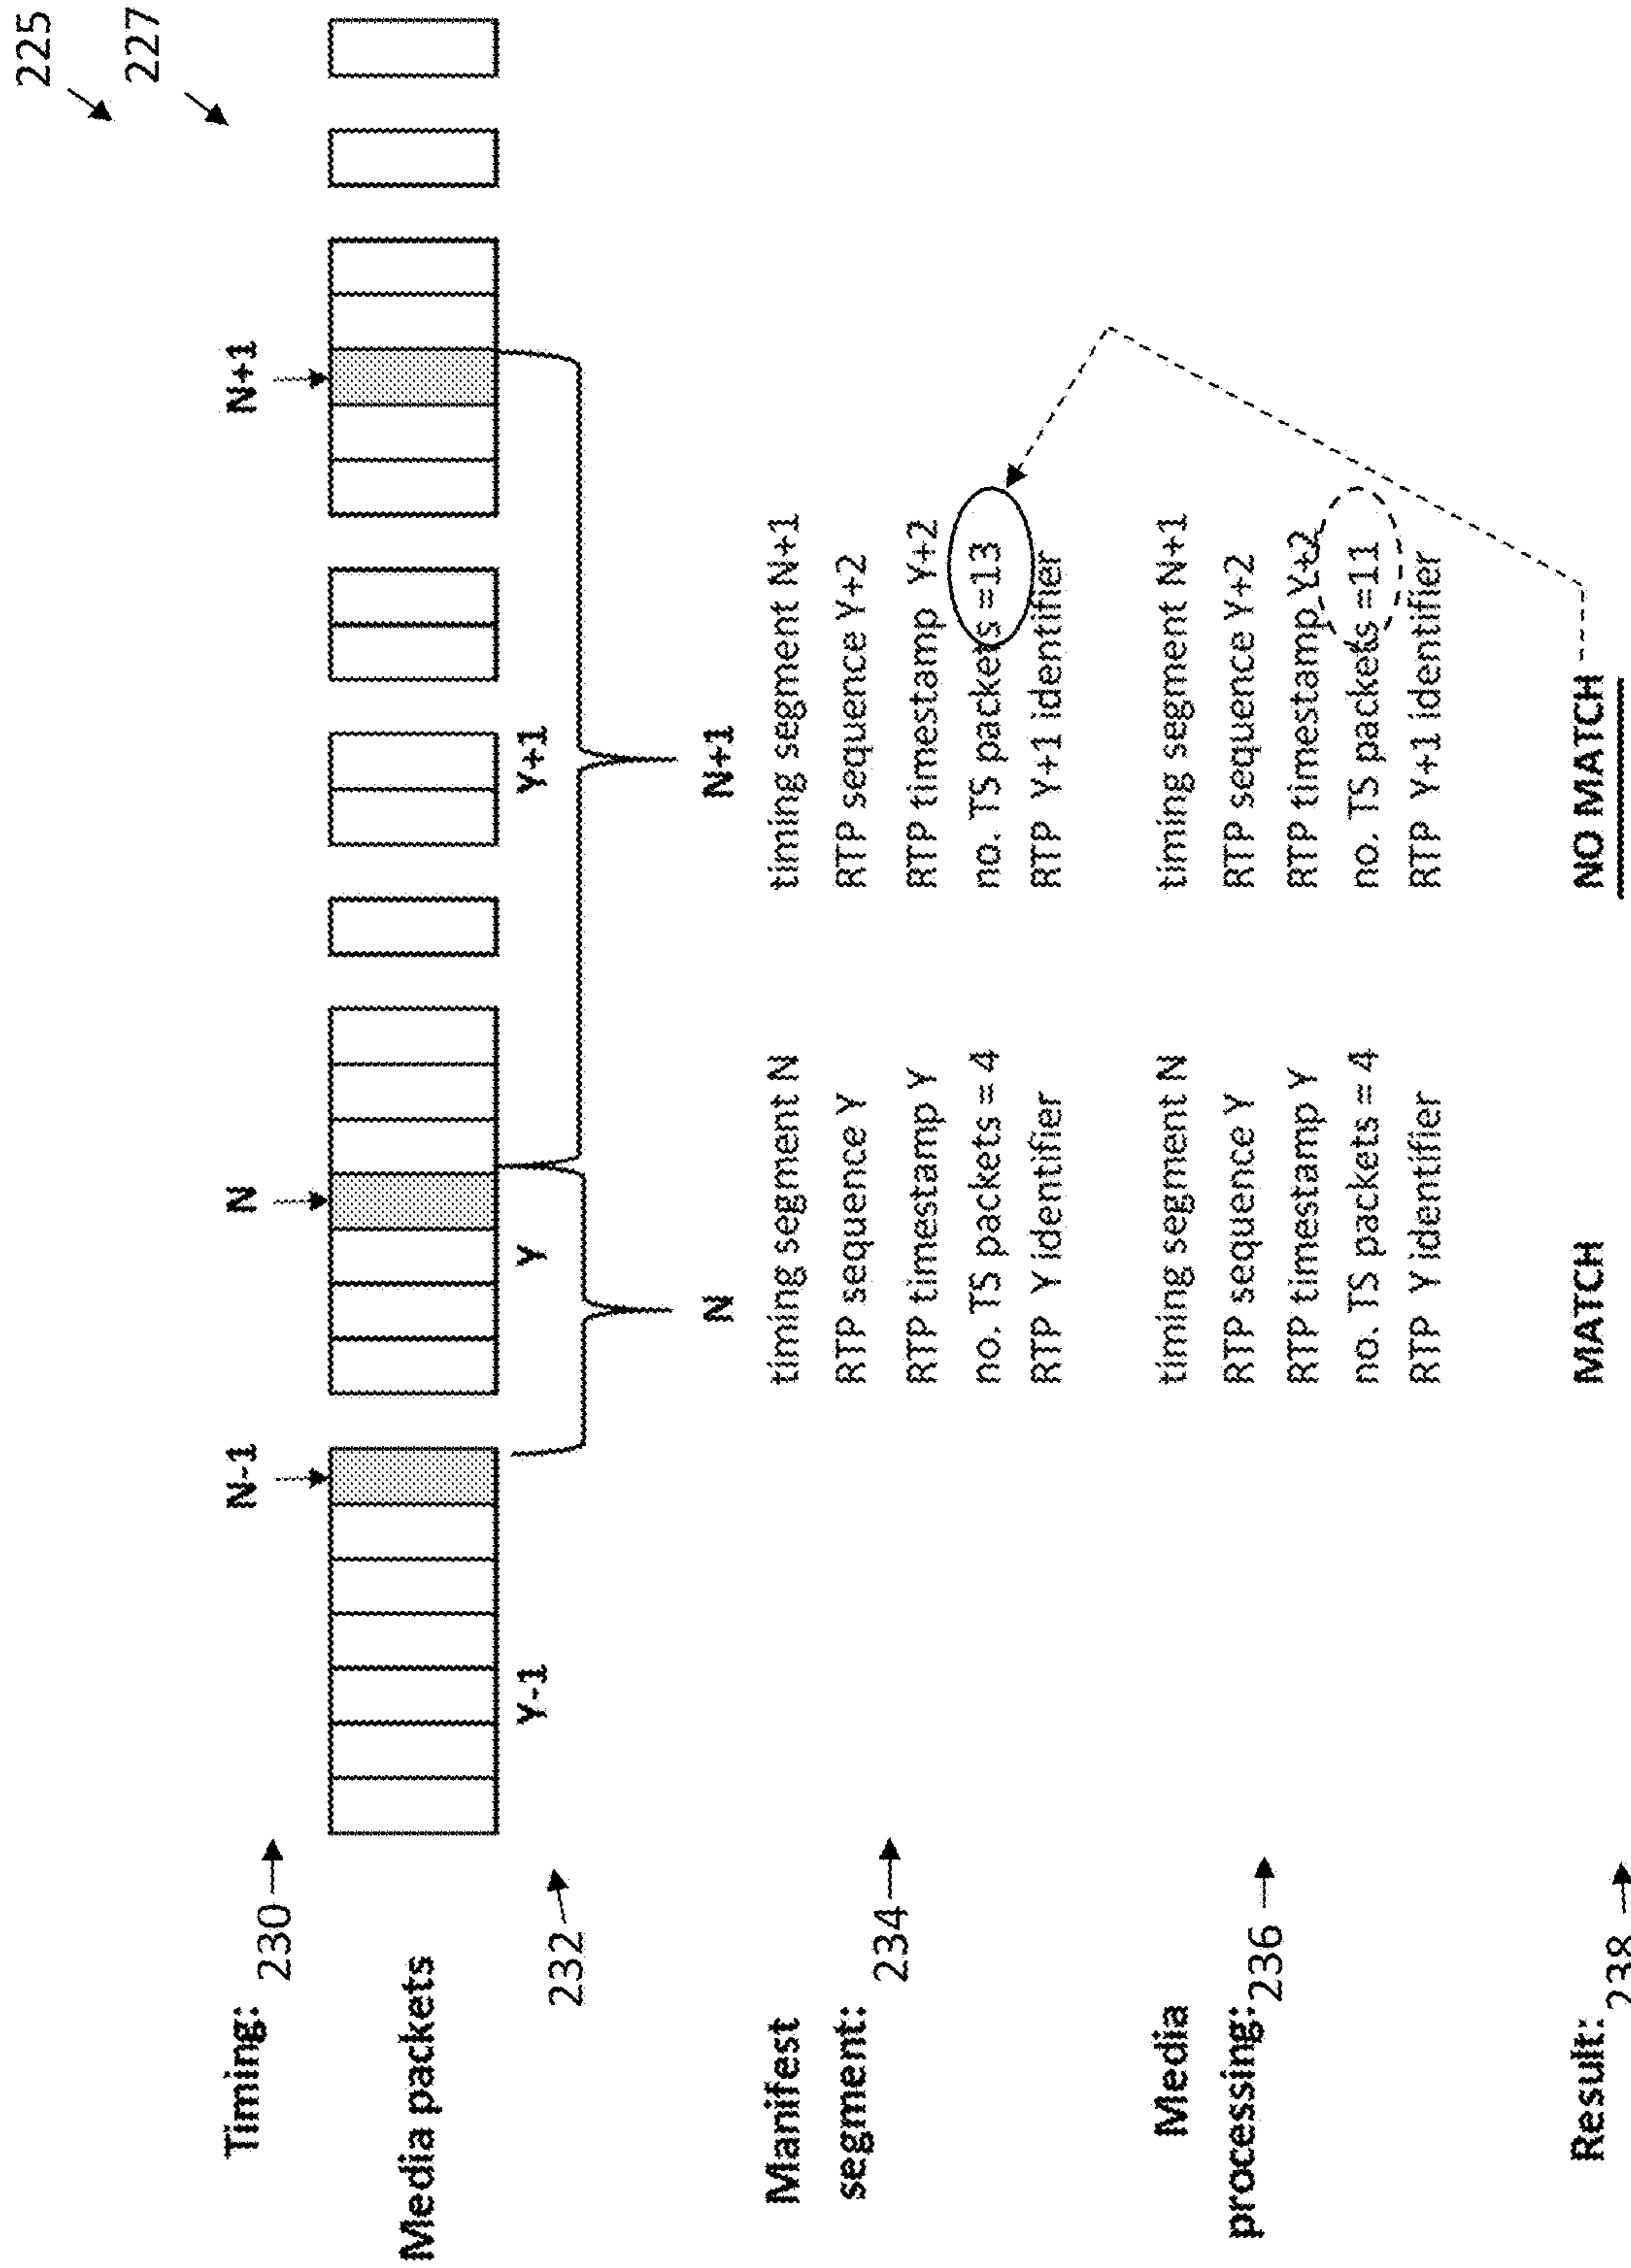 225
227
Timing:
230
N-1
N
N+1
Media packets
232
Y-1
Y
Y+1
N
N+1
Manifest
segment:
234
timing segment N
RTP sequence Y
RTP timestamp Y
no. TS packets = 4
RTP Y identifier
timing segment N+1
RTP sequence Y+2
RTP timestamp Y+2
no. TS packets =13
RTP Y+1 identifier
Media
processing:
236
timing segment N
RTP sequence Y
RTP timestamp Y
no. TS packets = 4
RTP Y identifier
timing segment N+1
RTP sequence Y+2
RTP timestamp Y+2
no. TS packets =11
RTP Y+1 identifier
Result:
238
MATCH
NO MATCH